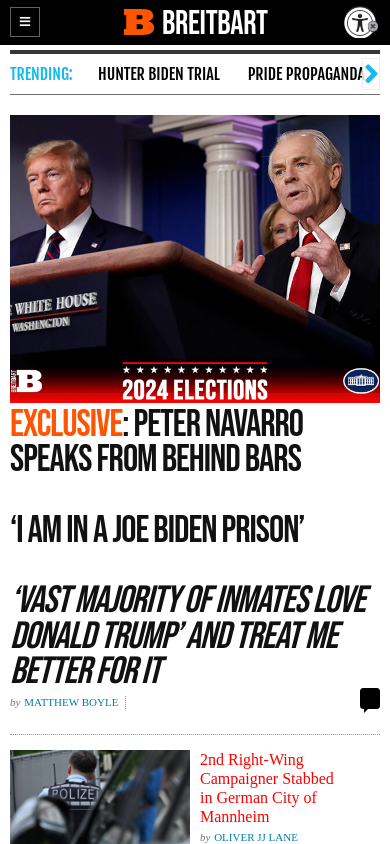 BREITBART
TRENDING:
HUNTER BIDEN TRIAL
PRIDE PROPAGANDA
WHITE HOUSE
WASHINGTON
BREITBART
B
2024 ELECTIONS
EXCLUSIVE: PETER NAVARRO
SPEAKS FROM BEHIND BARS
‘I AM IN A JOE BIDEN PRISON’
‘VAST MAJORITY OF INMATES LOVE
DONALD TRUMP’ AND TREAT ME
BETTER FOR IT
by MATTHEW BOYLE
POLIZEI
2nd Right-Wing
Campaigner Stabbed
in German City of
Mannheim
by OLIVER JJ LANE